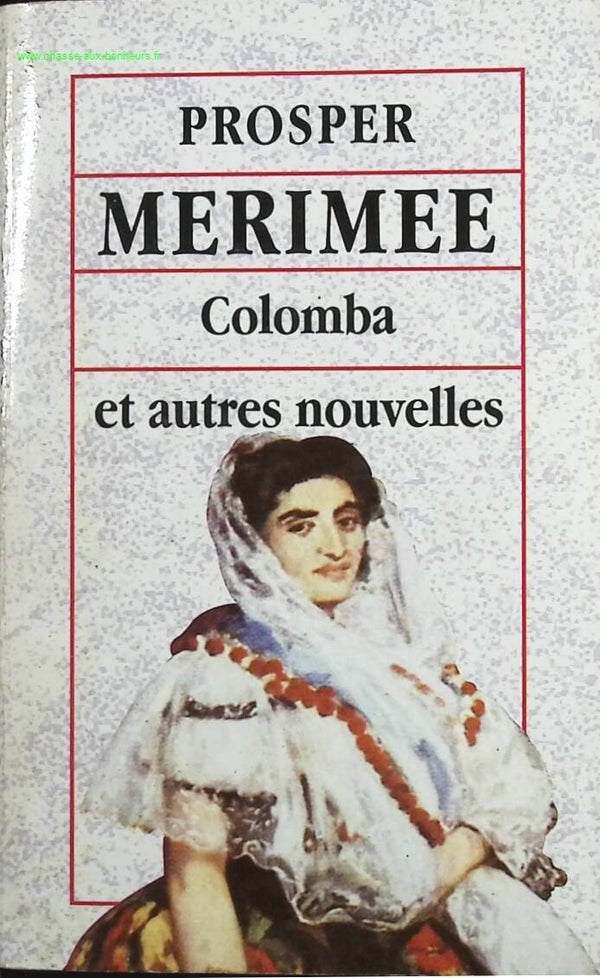 www.chasse-aux-bonheurs.fr
PROSPER
MERIMEE
Colomba
et autres nouvelles